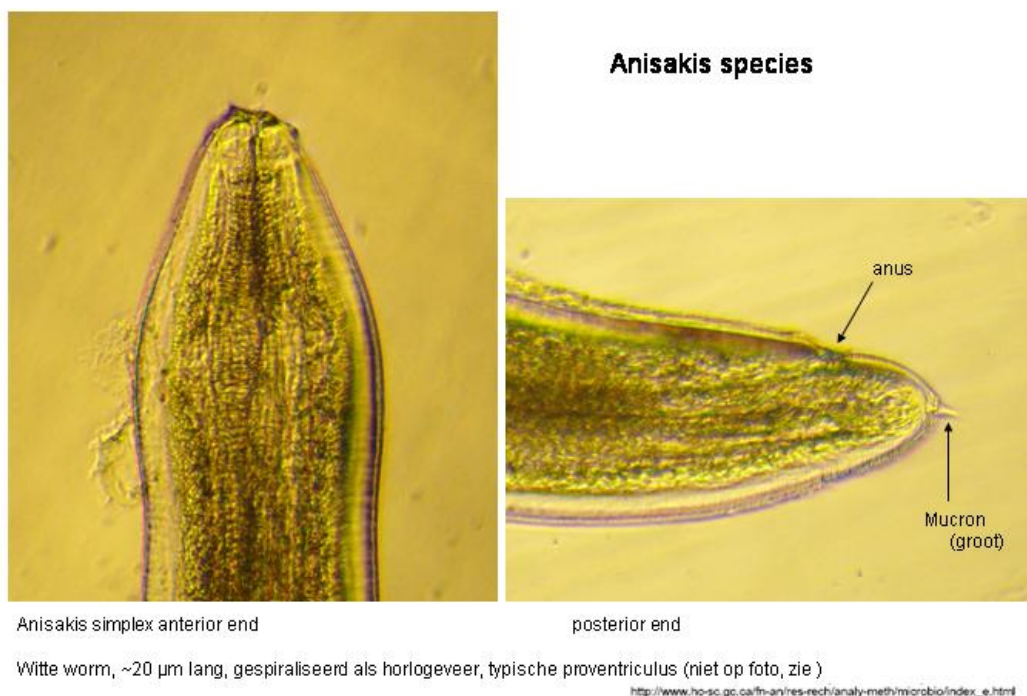 Anisakis species
anus
Mucron
(groot)
Anisakis simplex anterior end
posterior end
Witte worm, ~20 µm lang, gespiraliseerd als horlogeveer, typische proventriculus (niet op foto, zie )
http://www.hc-sc.gc.ca/fn-an/res-rech/analy-meth/microbio/index_e.html